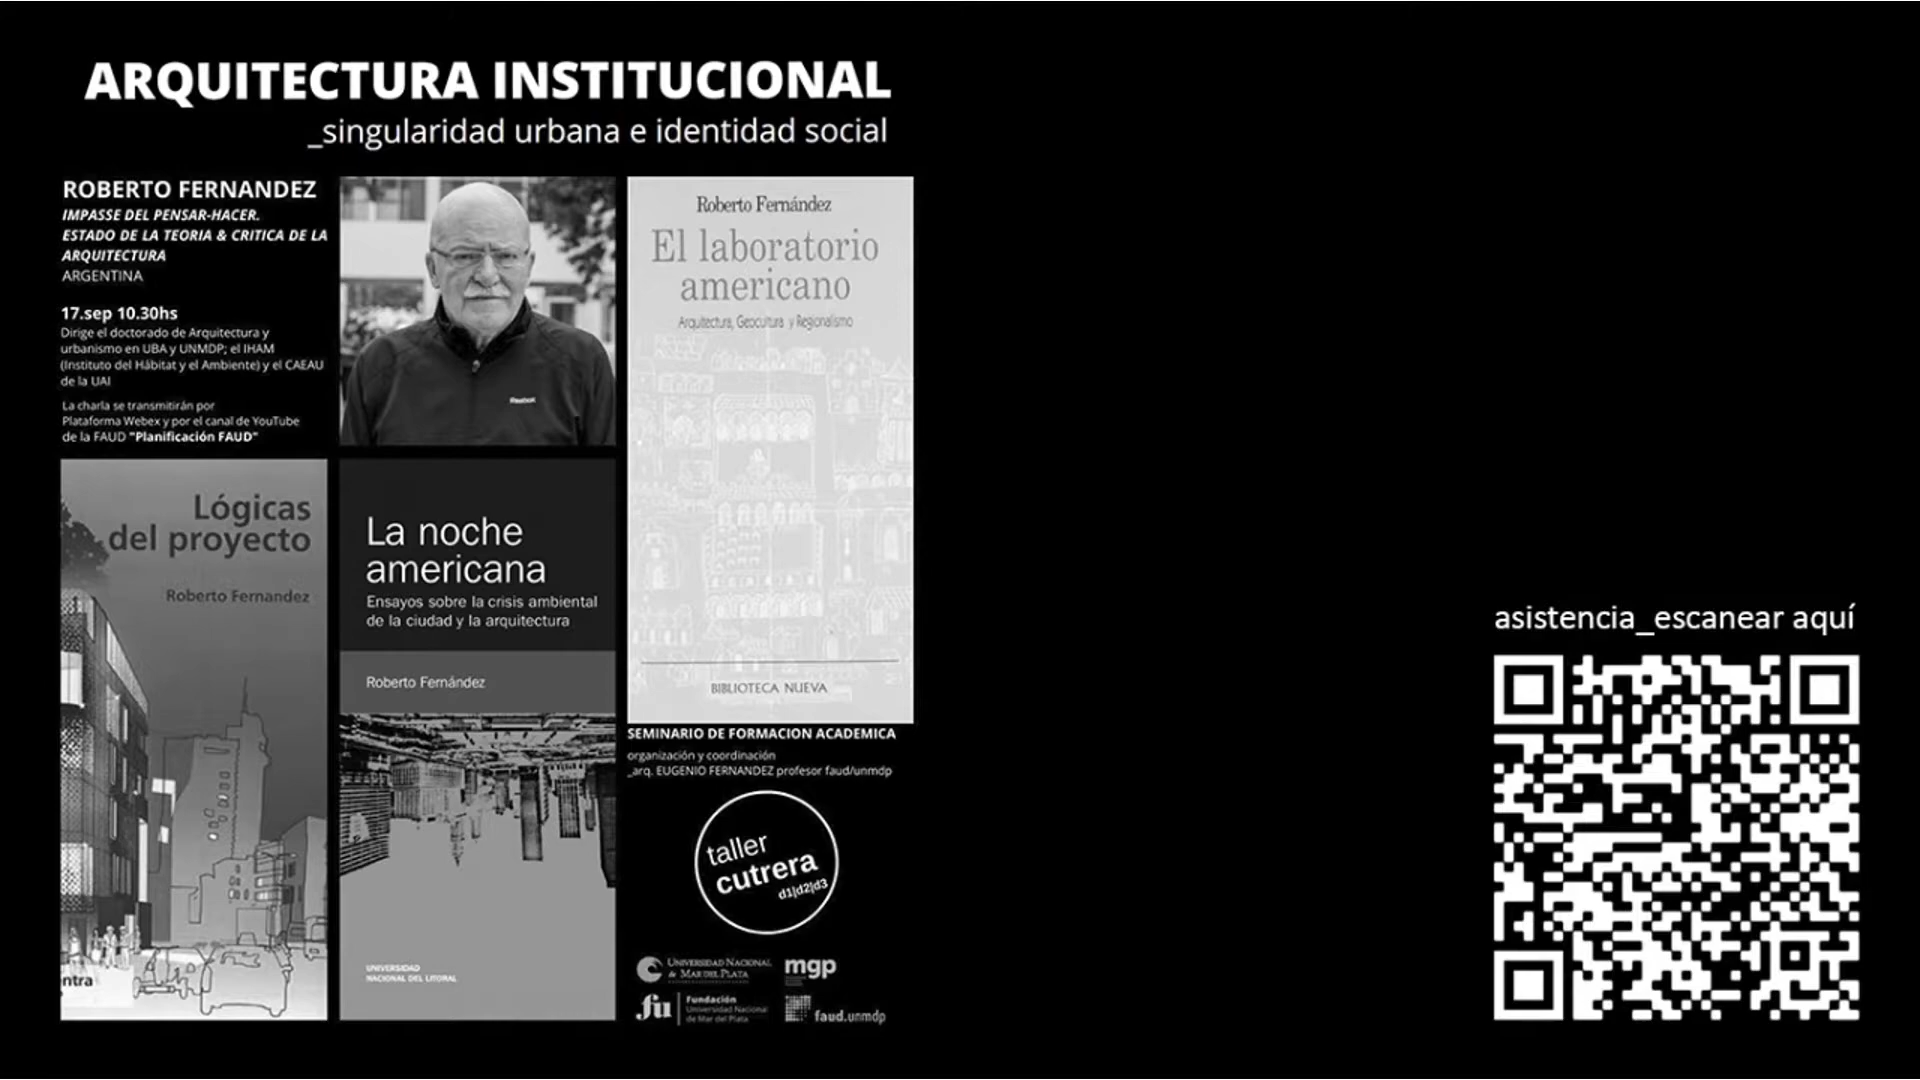 ARQUITECTURA INSTITUCIONAL
_singularidad urbana e identidad social
ROBERTO FERNANDEZ
IMPASSE DEL PENSAR-HACER.
ESTADO DE LA TEORIA & CRITICA DE LA
ARQUITECTURA
ARGENTINA
17.sep 10.30hs
Dirige el doctorado de Arquitectura y
urbanismo en UBA y UNMDP; el IHAM
(Instituto del Hábitat y el Ambiente) y el CAEAU
de la UAI
La charla se transmitirán por
Plataforma Webex y por el canal de YouTube
de la FAUD "Planificación FAUD"
Reebok
Roberto Fernández
El laboratorio
americano
Arquitectura, Geocultura y Regionalismo
BIBLIOTECA NUEVA
Lógicas
del proyecto
Roberto Fernandez
ntra
La noche
americana
Ensayos sobre la crisis ambiental
de la ciudad y la arquitectura
Roberto Fernández
UNIVERSIDAD
NACIONAL DEL LITORAL
SEMINARIO DE FORMACION ACADEMICA
organización y coordinación
_arq. EUGENIO FERNANDEZ profesor faud/unmdp
taller
cutrera
d1|d2|d3
UNIVERSIDAD NACIONAL
de MAR DEL PLATA
mgp
fu
Fundación
Universidad Nacional
de Mar del Plata
faud.unmdp
asistencia_escanear aquí